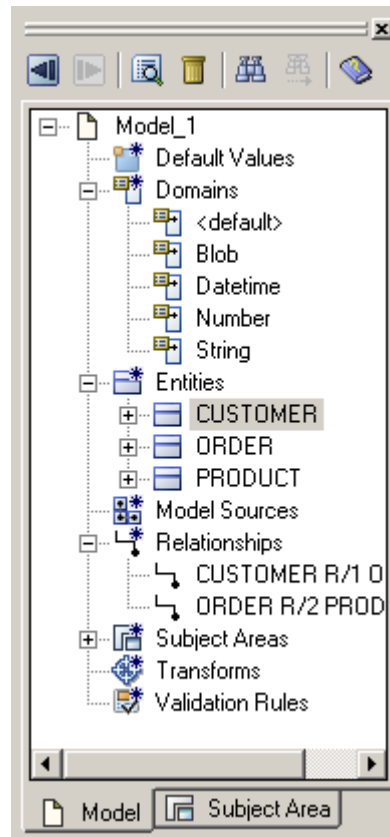 Model_1
Default Values
Domains
<default>
Blob
Datetime
Number
String
Entities
CUSTOMER
ORDER
PRODUCT
Model Sources
Relationships
CUSTOMER R/1 O
ORDER R/2 PROD
Subject Areas
Transforms
Validation Rules
Model
Subject Area